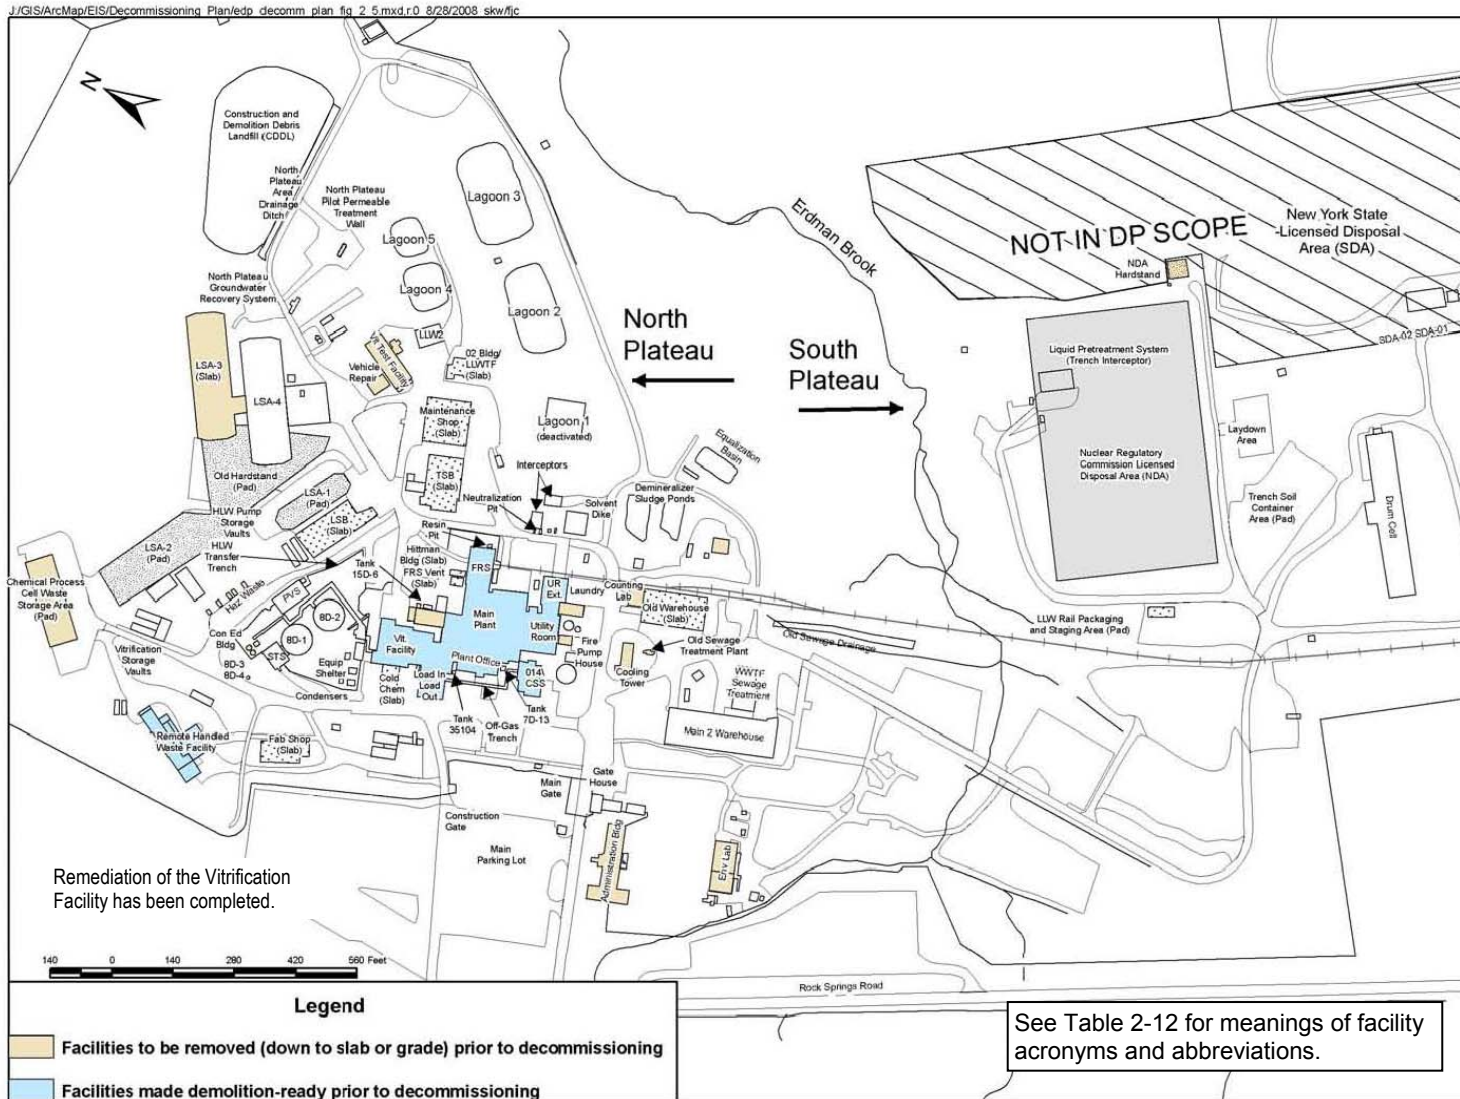 J:/GIS/ArcMap/EIS/Decommissioning Plan/edp_decomm_plan_fig_2_5.mxd,r.0 8/28/2008 skw/fjc
N
Construction and
Demolition Debris
Landfill (CDDL)
North
Plateau
Area
Drainage
Ditch
North Plateau
Pilot Permeable
Treatment
Wall
Lagoon 3
Lagoon 5
Lagoon 4
Lagoon 2
North Plateau
Groundwater
Recovery System
LLW2
Vit Test Facility
Vehicle
Repair
02 Bldg/
LLWTF
(Slab)
LSA-3
(Slab)
LSA-4
Maintenance
Shop
(Slab)
Lagoon 1
(deactivated)
Erdman Brook
North
Plateau
South
Plateau
NOT IN DP SCOPE
New York State
-Licensed Disposal
Area (SDA)
NDA
Hardstand
SDA-02 SDA-01
Liquid Pretreatment System
(Trench Interceptor)
Nuclear Regulatory
Commission Licensed
Disposal Area (NDA)
Laydown
Area
Trench Soil
Container
Area (Pad)
Drum Cell
LLW Rail Packaging
and Staging Area (Pad)
Equalization
Basin
Interceptors
TSB
(Slab)
Neutralization
Pit
Solvent
Dike
Demineralizer
Sludge Ponds
Old Hardstand
(Pad)
LSA-1
(Pad)
HLW Pump
Storage
Vaults
LSB
(Slab)
LSA-2
(Pad)
HLW
Transfer
Trench
Resin
Pit
Hittman
Bldg (Slab)
FRS Vent
(Slab)
Tank
15D-6
FRS
UR
Ext.
Laundry
Counting
Lab
Old Warehouse
(Slab)
Chemical Process
Cell Waste
Storage Area
(Pad)
Haz Waste
PVS
8D-2
8D-1
Main
Plant
Utility
Room
Fire
Pump
House
Old Sewage
Treatment Plant
Old Sewage Drainage
Con Ed
Bldg
STS
Vit.
Facility
Plant Office
Vitrification
Storage
Vaults
8D-3
8D-4
Equip
Shelter
Condensers
Cold
Chem
(Slab)
Load In
Load
Out
014\
CSS
Cooling
Tower
WWTF
Sewage
Treatment
Tank
35104
Off-Gas
Trench
Tank
7D-13
Main 2 Warehouse
Remote Handled
Waste Facility
Fab Shop
(Slab)
Main
Gate
Gate
House
Construction
Gate
Main
Parking Lot
Administration Bldg
Env Lab
Remediation of the Vitrification
Facility has been completed.
140 0 140 280 420 560 Feet
Rock Springs Road
Legend
Facilities to be removed (down to slab or grade) prior to decommissioning
Facilities made demolition-ready prior to decommissioning
See Table 2-12 for meanings of facility
acronyms and abbreviations.